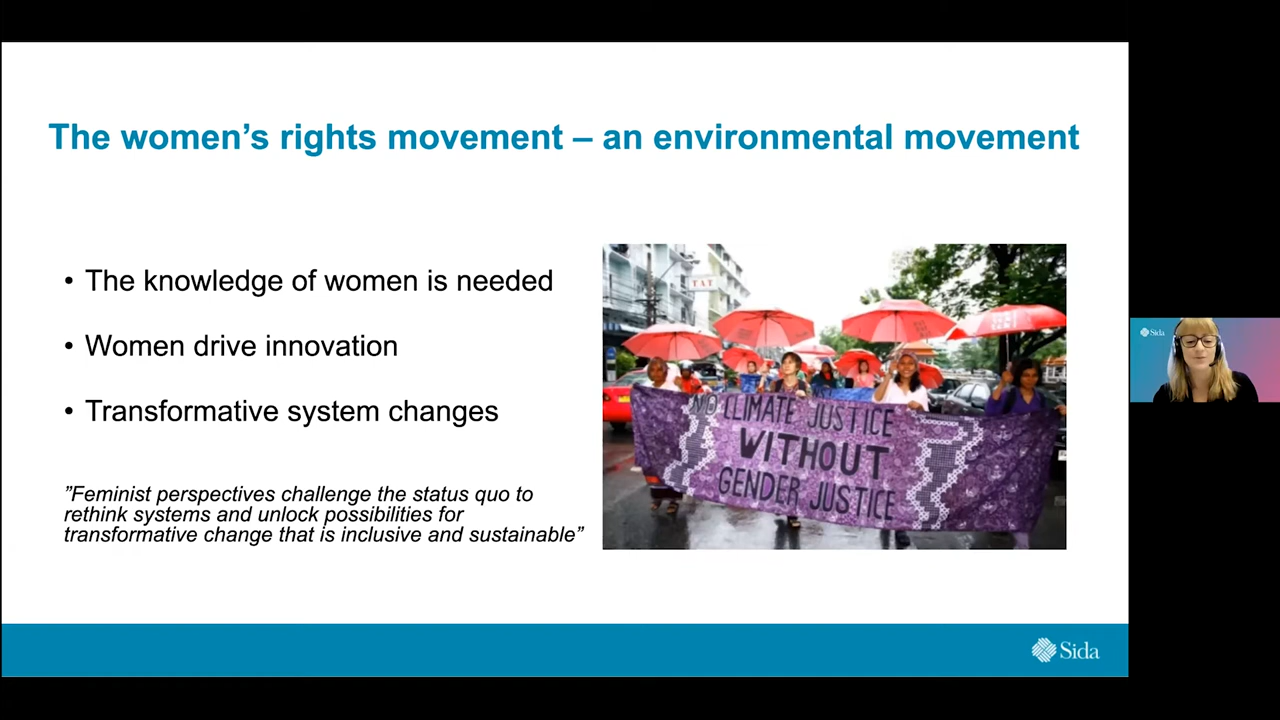 The women’s rights movement – an environmental movement
• The knowledge of women is needed
• Women drive innovation
• Transformative system changes
”Feminist perspectives challenge the status quo to
rethink systems and unlock possibilities for
transformative change that is inclusive and sustainable”
TAT
NO CLIMATE JUSTICE
WITHOUT
GENDER JUSTICE
Sida
Sida